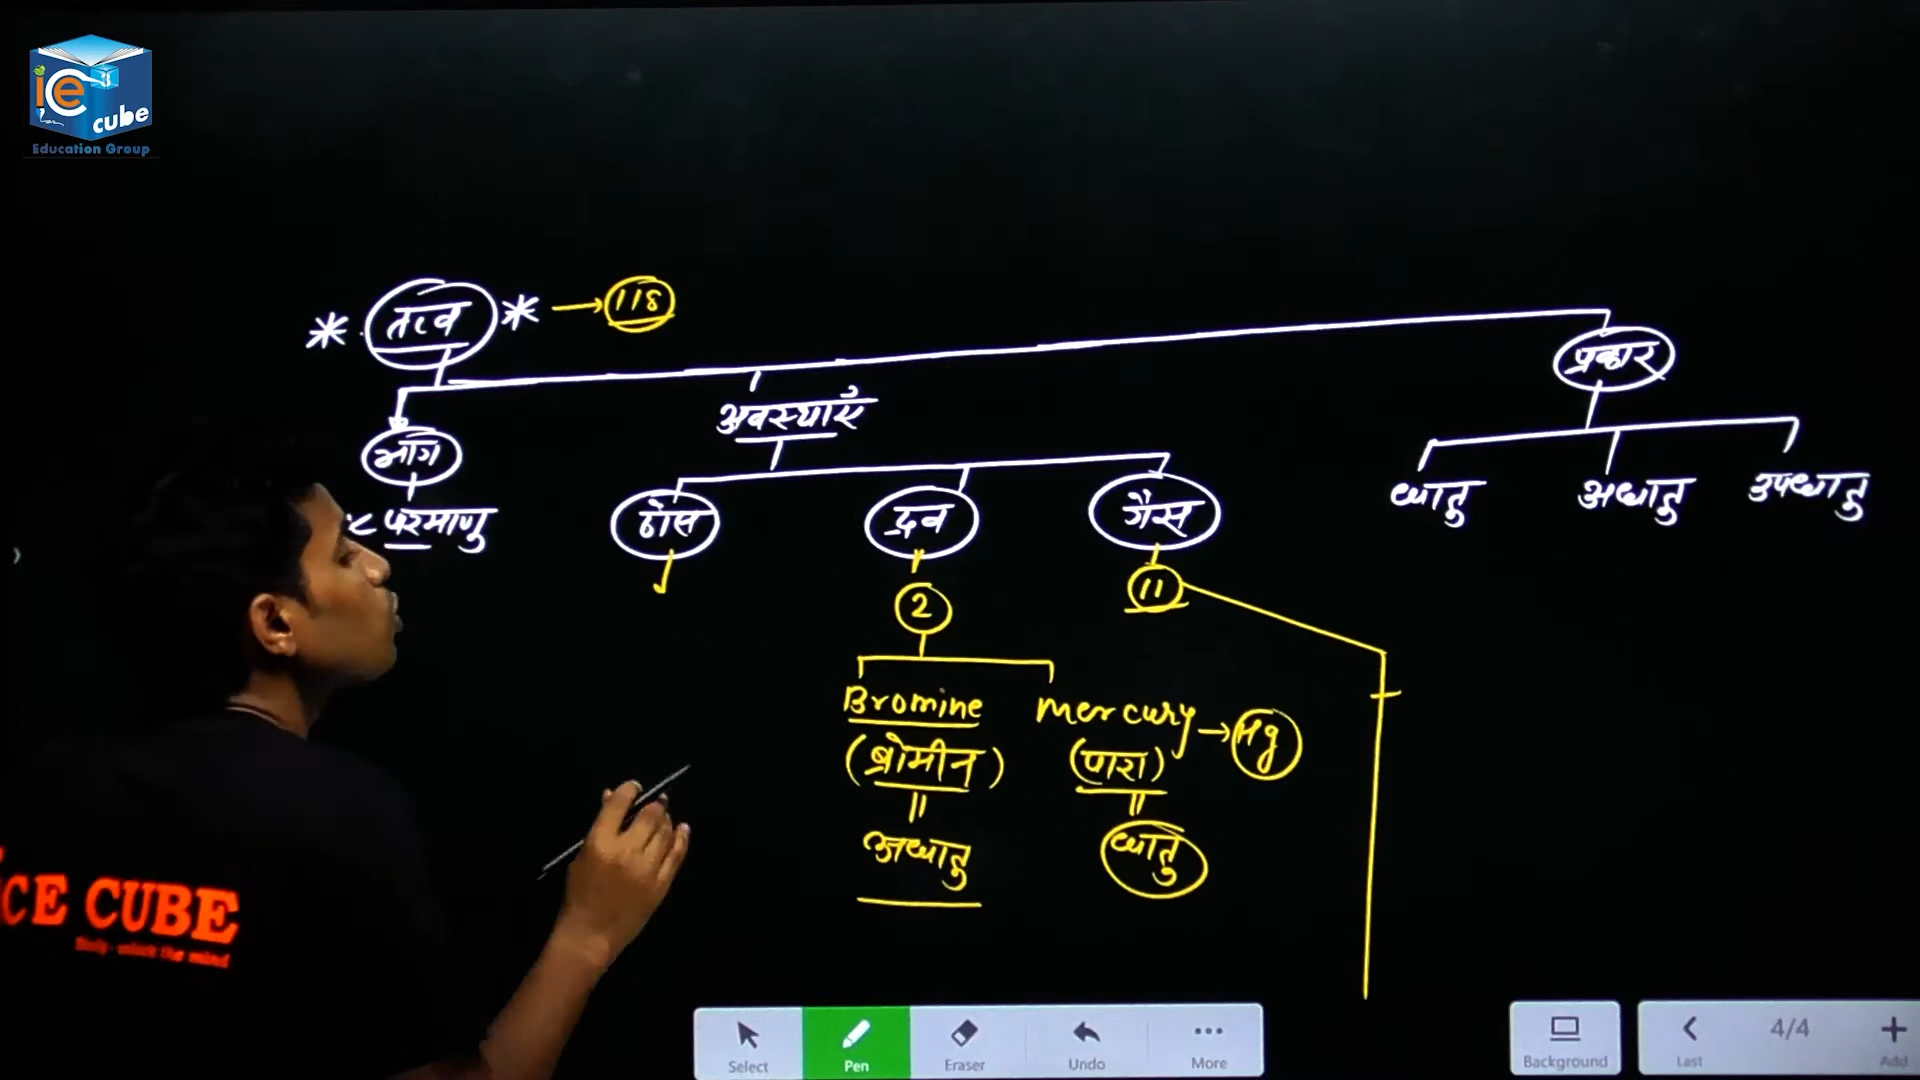 ie
cube
Education Group
* तत्व * → 118
प्रकार
अवस्थाएँ
भाग
परमाणु
ठोस
द्रव
गैस
धातु
अधातु
उपधातु
2
11
Bromine
(ब्रोमीन)
अधातु
mercury → Hg
(पारा)
धातु
ICE CUBE
Select
Pen
Eraser
Undo
More
Background
Last
4/4
Add